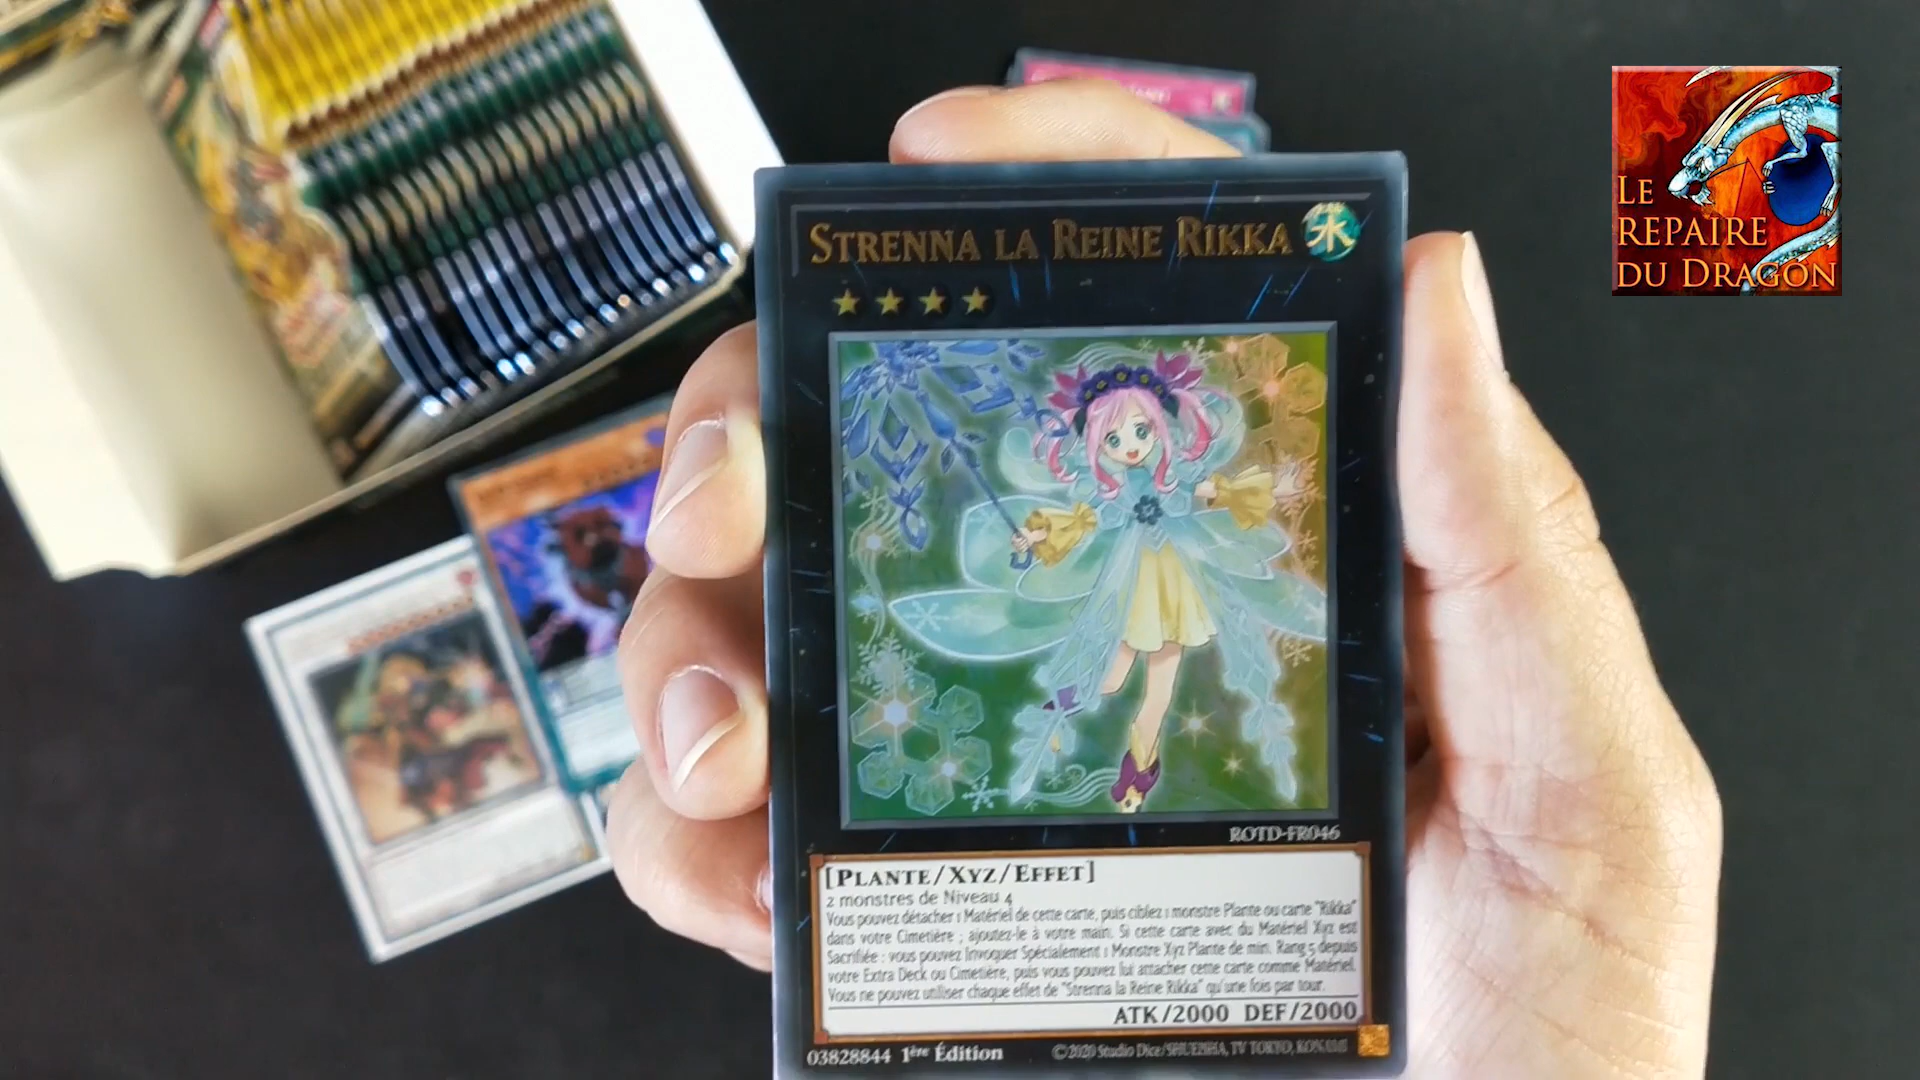 Strenna la Reine Rikka
水
Le
repaire
du Dragon
ROTD-FR046
[Plante/Xyz/Effet]
2 monstres de Niveau 4
Vous pouvez détacher 1 Matériel de cette carte, puis ciblez 1 monstre Plante ou carte "Rikka"
dans votre Cimetière ; ajoutez-le à votre main. Si cette carte avec du Matériel Xyz est
Sacrifiée : vous pouvez Invoquer Spécialement 1 Monstre Xyz Plante de min. Rang 5 depuis
votre Extra Deck ou Cimetière, puis vous pouvez lui attacher cette carte comme Matériel.
Vous ne pouvez utiliser chaque effet de "Strenna la Reine Rikka" qu'une fois par tour.
ATK/2000 DEF/2000
03828844 1ère Édition
©2020 Studio Dice/SHUEISHA, TV TOKYO, KONAMI